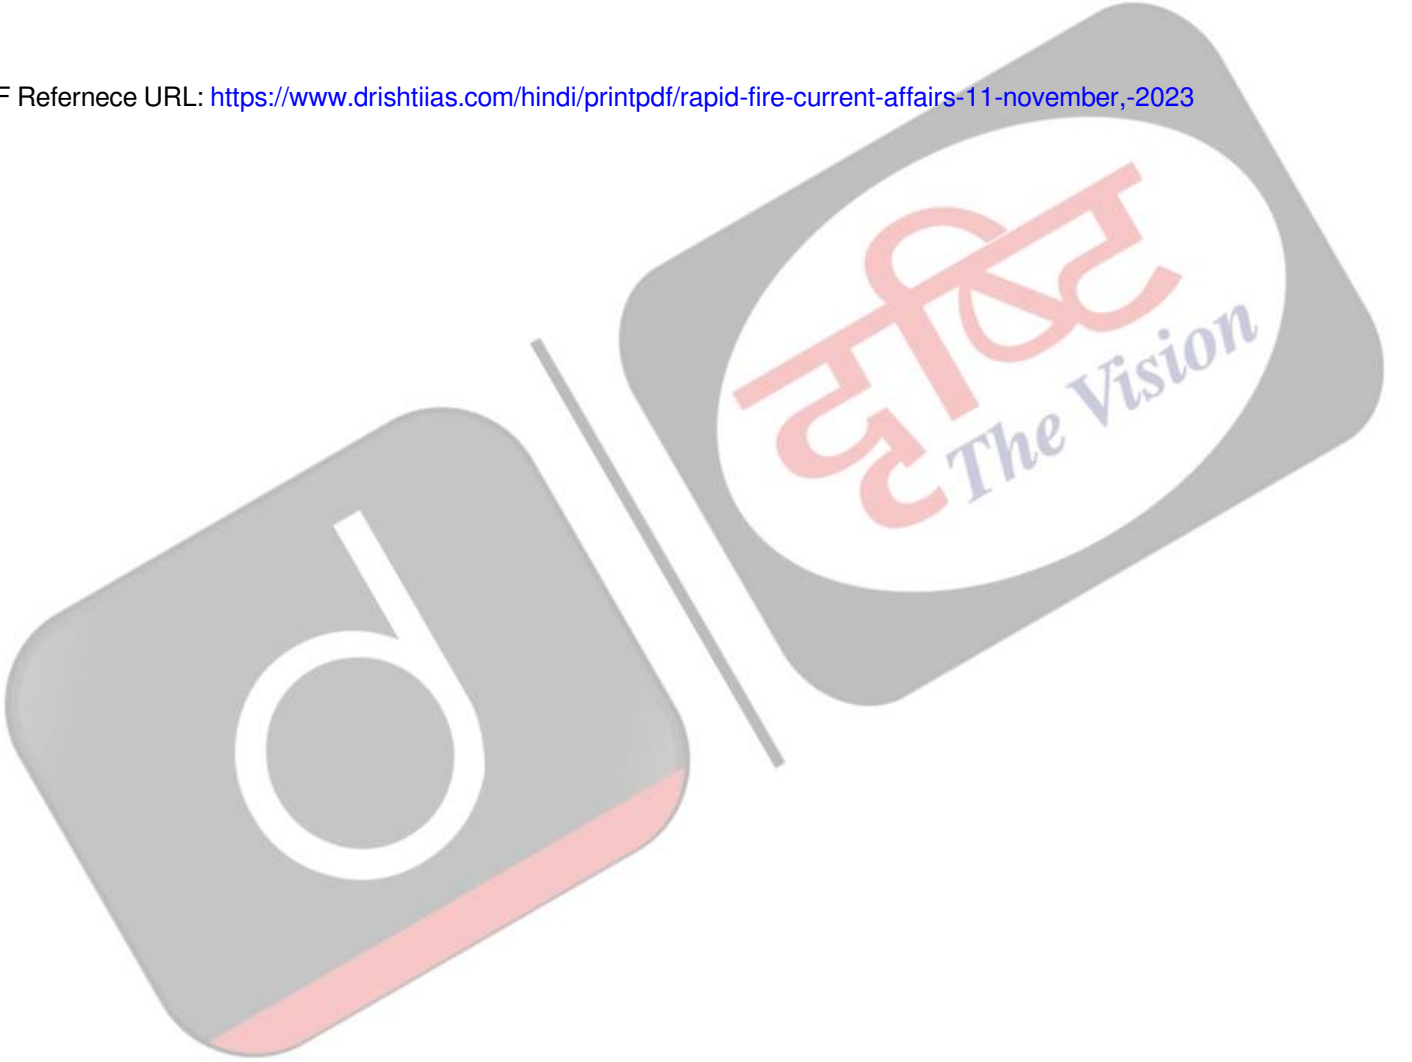 F Refernece URL: https://www.drishtiias.com/hindi/printpdf/rapid-fire-current-affairs-11-november,-2023
दृष्टि
The Vision
d